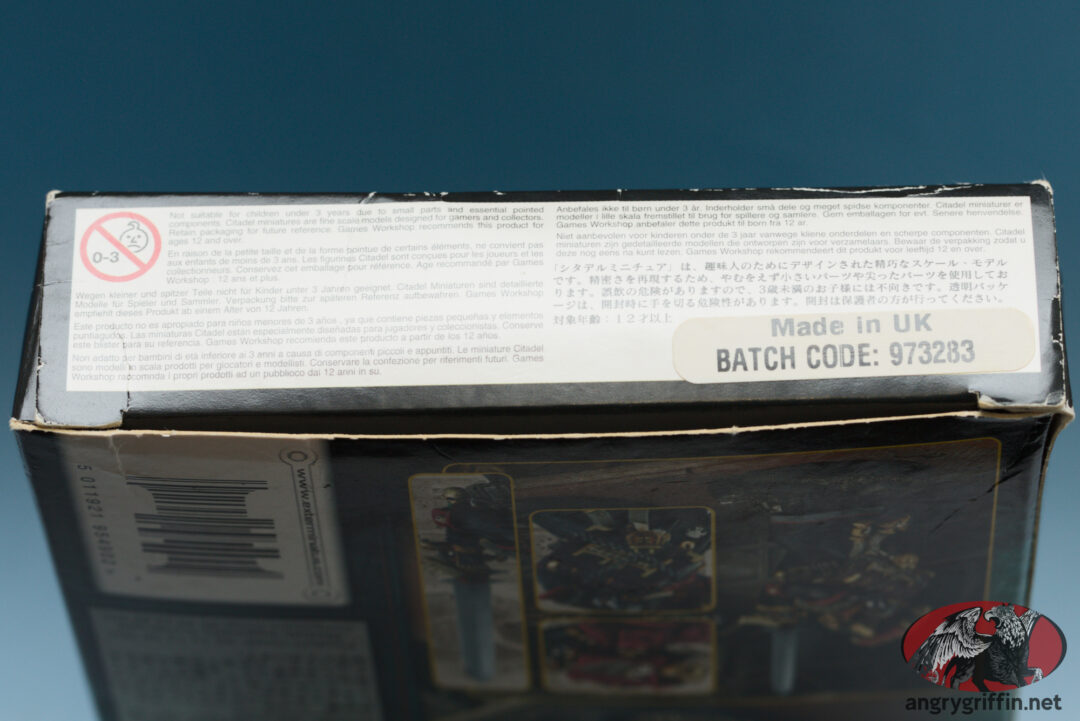 0-3
Not suitable for children under 3 years due to small parts and essential pointed
components. Citadel miniatures are fine scale models designed for gamers and collectors.
Retain packaging for future reference. Games Workshop recommends this product for
ages 12 and over.
En raison de la petite taille et de la forme pointue de certains éléments, ne convient pas
aux enfants de moins de 3 ans. Les figurines Citadel sont conçues pour les joueurs et les
collectionneurs. Conservez cet emballage pour référence. Age recommandé par Games
Workshop : 12 ans et plus.
Wegen kleiner und spitzer Teile nicht für Kinder unter 3 Jahren geeignet. Citadel Miniaturen sind detaillierte
Modelle für Spieler und Sammler. Verpackung bitte zur späteren Referenz aufbewahren. Games Workshop
empfiehlt dieses Produkt ab einem Alter von 12 Jahren.
Este producto no es apropiado para niños menores de 3 años, ya que contiene piezas pequeñas y elementos
puntiagudos. Las miniaturas Citadel están especialmente diseñadas para jugadores y coleccionistas. Conserve
este blister para su referencia. Games Workshop recomienda este producto a partir de los 12 años.
Non adatto per bambini di età inferiore ai 3 anni a causa di componenti piccoli e appuntiti. Le miniature Citadel
sono modelli in scala prodotti per giocatori e modellisti. Conservare la confezione per riferimenti futuri. Games
Workshop raccomnda i propri prodotti ad un pubblico dai 12 anni in su.
Anbefales ikke til børn under 3 år. Inderholder små dele og meget spidse komponenter. Citadel miniaturer er
modeller i lille skala fremstillet til brug for spillere og samlere. Gem emballagen for evt. Senere henvendelse.
Games Workshop anbefaler dette produkt til børn fra 12 år.
Niet aanbevolen voor kinderen onder de 3 jaar vanwege kliene onderdelen en scherpe componenten. Citadel
miniaturen zijn gedetaileerde modellen die ontworpen zijn voor verzamelaars. Bewaar de verpakking zodat u
deze nog eens na kunt lezen. Games Workshop rekommendeert dit produkt voor leeftijd 12 en over.
「シタデルミニチュア」は、趣味人のためにデザインされた精巧なスケール・モデル
です。精密さを再現するため、やむをえず小さいパーツや尖ったパーツを使用してお
ります。誤飲の危険がありますので、3歳未満のお子様には不向きです。透明パッケ
ージは、開封時に手を切る危険性があります。開封は保護者の方が行ってください。
対象年齢：１２才以上
Made in UK
BATCH CODE: 973283
5 011921
angrygriffin.net